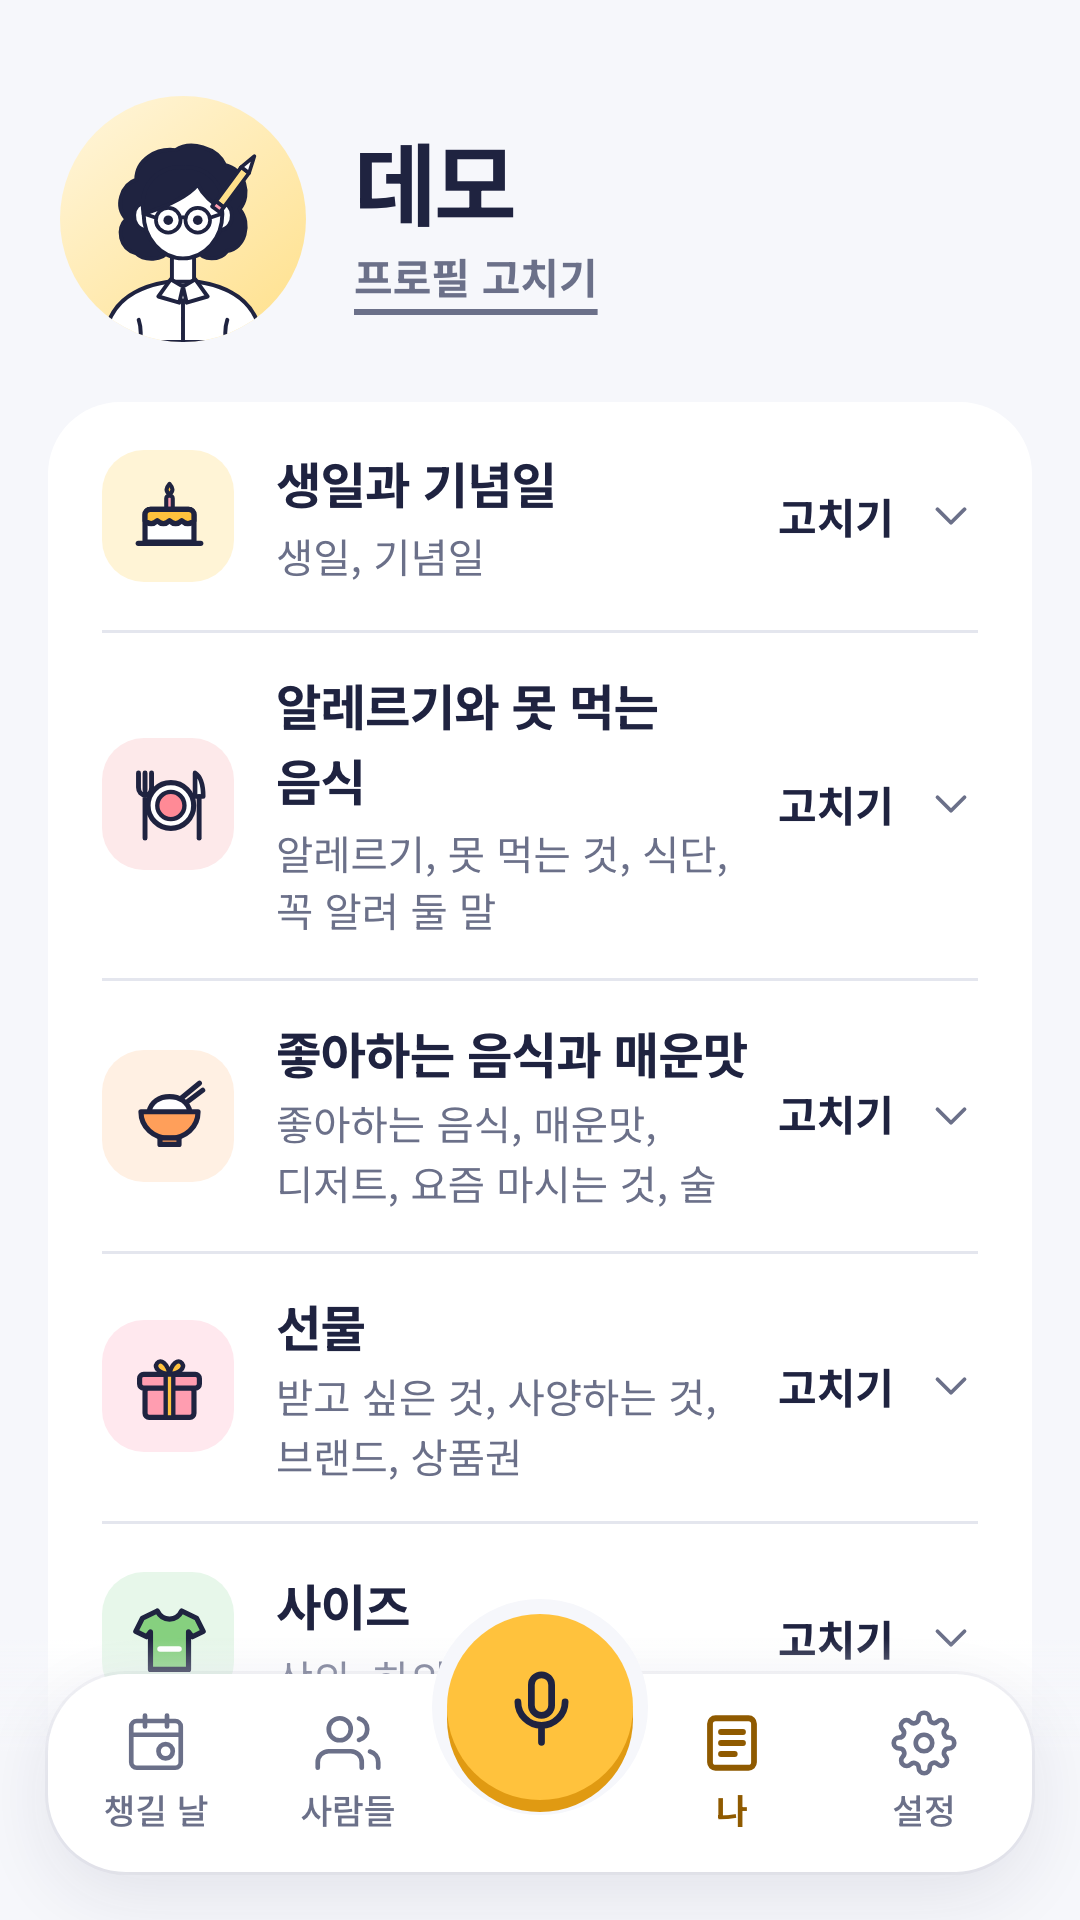 데모
프로필 고치기
생일과 기념일
생일, 기념일
고치기
알레르기와 못 먹는
음식
알레르기, 못 먹는 것, 식단,
꼭 알려 둘 말
고치기
좋아하는 음식과 매운맛
좋아하는 음식, 매운맛,
디저트, 요즘 마시는 것, 술
고치기
선물
받고 싶은 것, 사양하는 것,
브랜드, 상품권
고치기
사이즈
고치기
챙길 날
사람들
나
설정